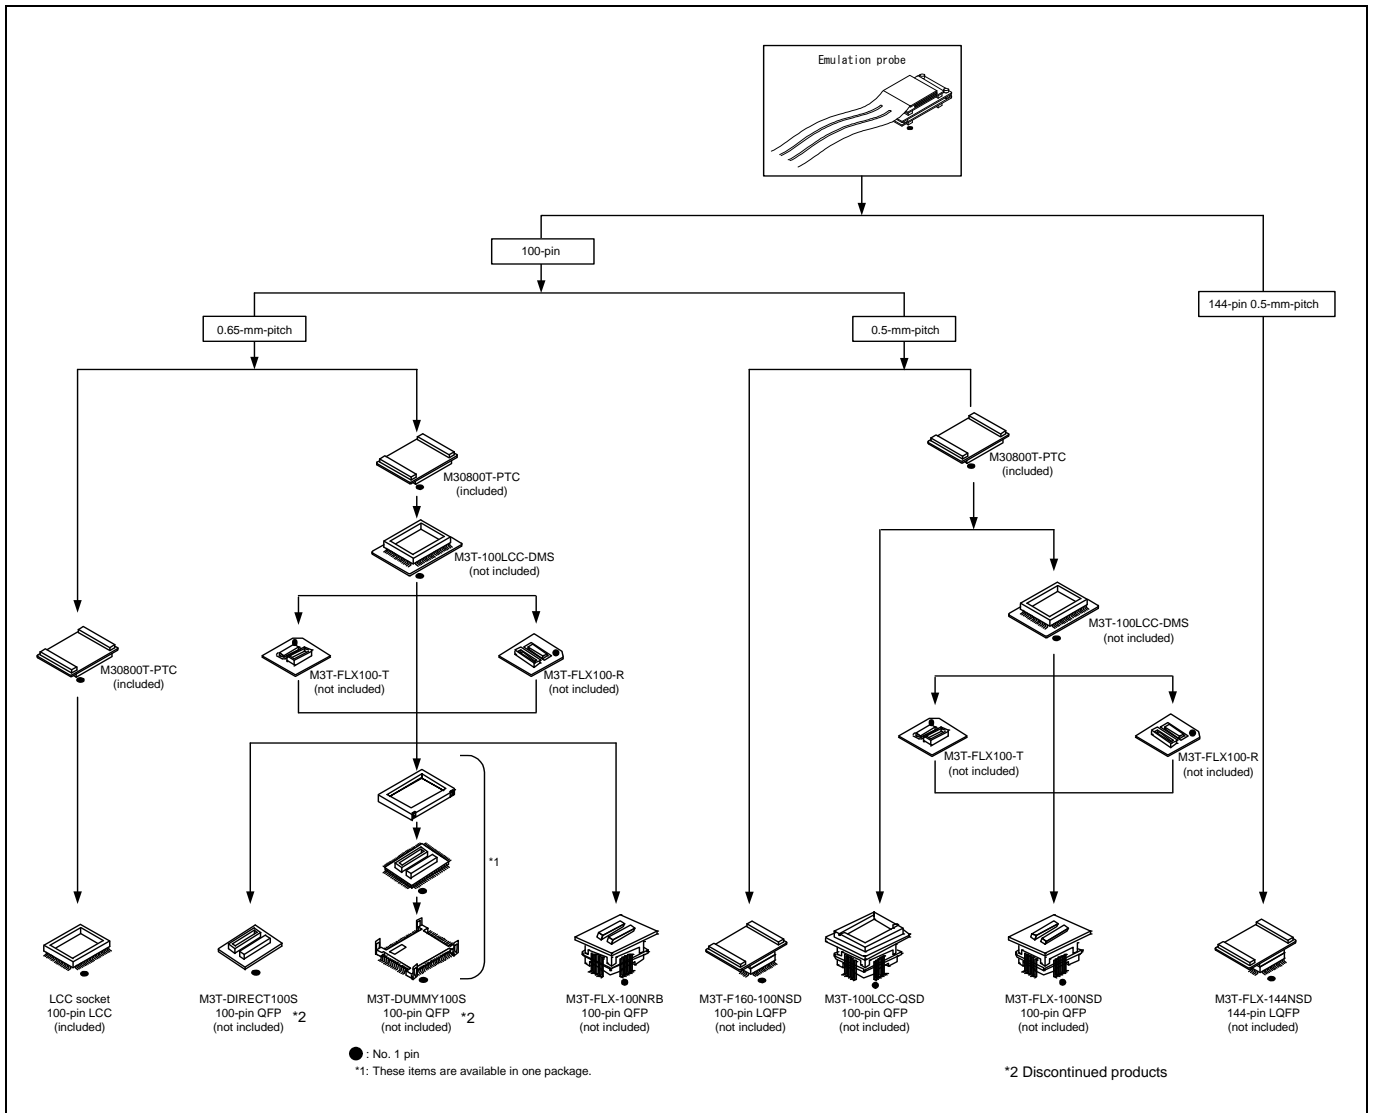 Emulation probe
100-pin
0.65-mm-pitch
0.5-mm-pitch
144-pin 0.5-mm-pitch
M30800T-PTC
(included)
M3T-100LCC-DMS
(not included)
M30800T-PTC
(included)
M3T-FLX100-T
(not included)
M3T-FLX100-R
(not included)
*1
M30800T-PTC
(included)
M3T-100LCC-DMS
(not included)
M3T-FLX100-T
(not included)
M3T-FLX100-R
(not included)
LCC socket
100-pin LCC
(included)
M3T-DIRECT100S
100-pin QFP
(not included) *2
M3T-DUMMY100S
100-pin QFP
(not included) *2
M3T-FLX-100NRB
100-pin QFP
(not included)
M3T-F160-100NSD
100-pin LQFP
(not included)
M3T-100LCC-QSD
100-pin QFP
(not included)
M3T-FLX-100NSD
100-pin QFP
(not included)
M3T-FLX-144NSD
144-pin LQFP
(not included)
: No. 1 pin
*1: These items are available in one package.
*2 Discontinued products